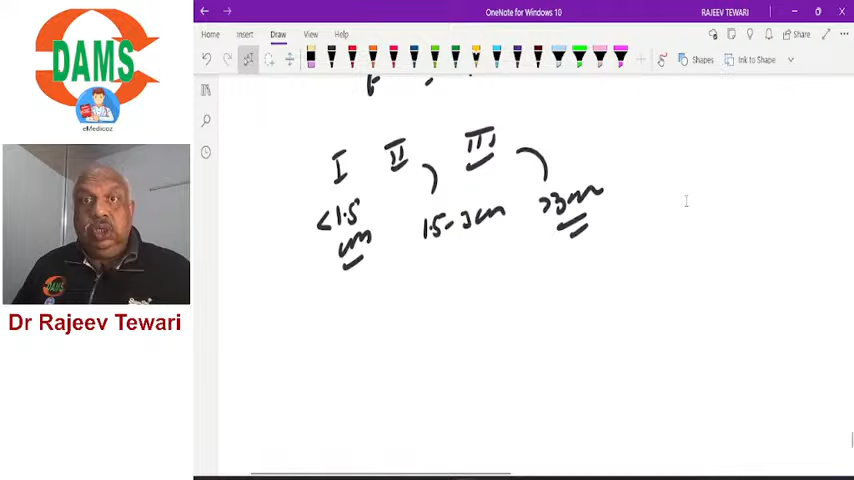 OneNote for Windows 10
RAJEEV TEWARI
Home Insert Draw View Help
Share
Shapes
Ink to Shape
DAMS
eMedicoz
I II III
<1.5 cm
1.5-3cm
>3cm
Dr Rajeev Tewari